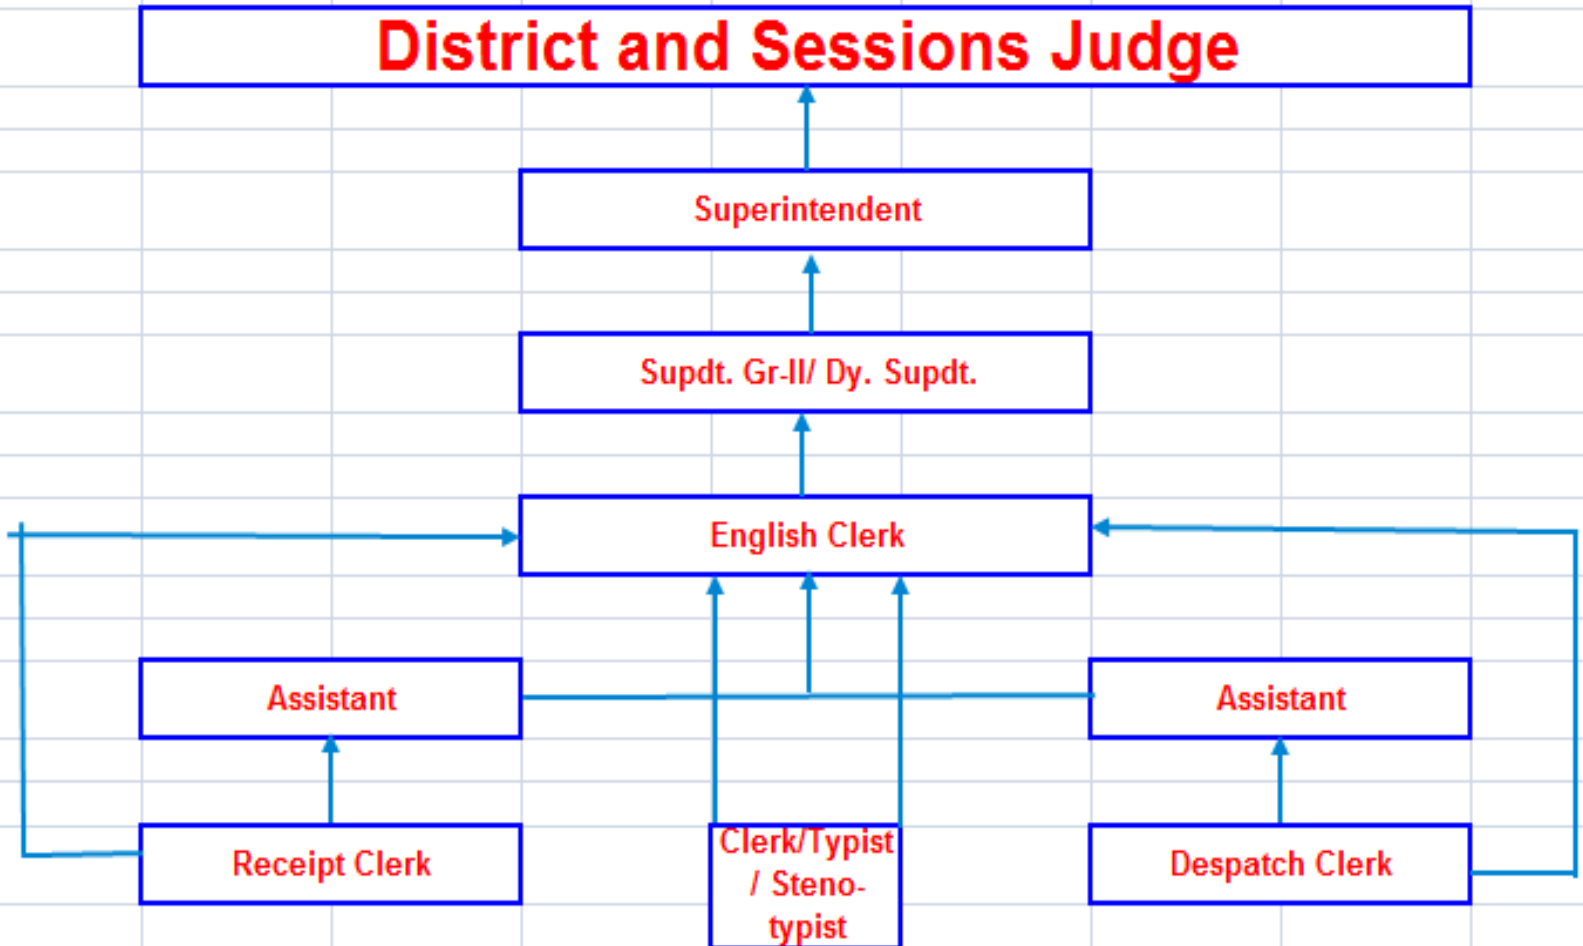 District and Sessions Judge
Superintendent
Supdt. Gr-II/ Dy. Supdt.
English Clerk
Assistant
Assistant
Receipt Clerk
Clerk/Typist
/ Steno-
typist
Despatch Clerk